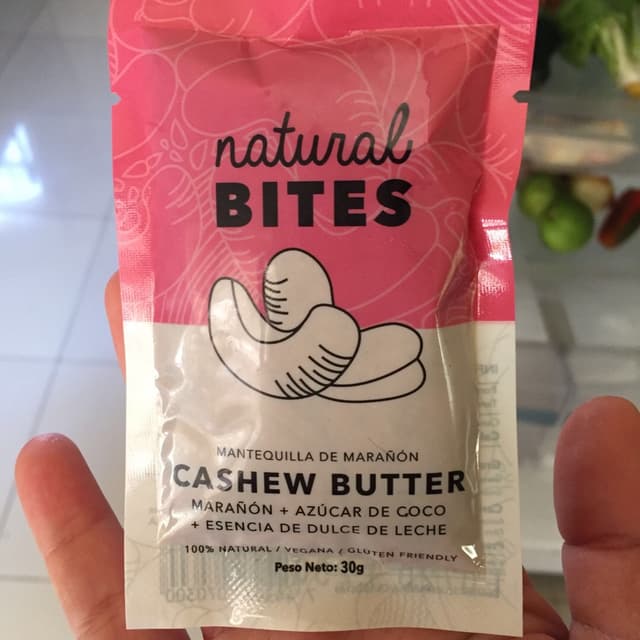 natural
BITES
MANTEQUILLA DE MARAÑÓN
CASHEW BUTTER
MARAÑÓN + AZÚCAR DE COCO
+ ESENCIA DE DULCE DE LECHE
100% NATURAL / VEGANA / GLUTEN FRIENDLY
Peso Neto: 30g